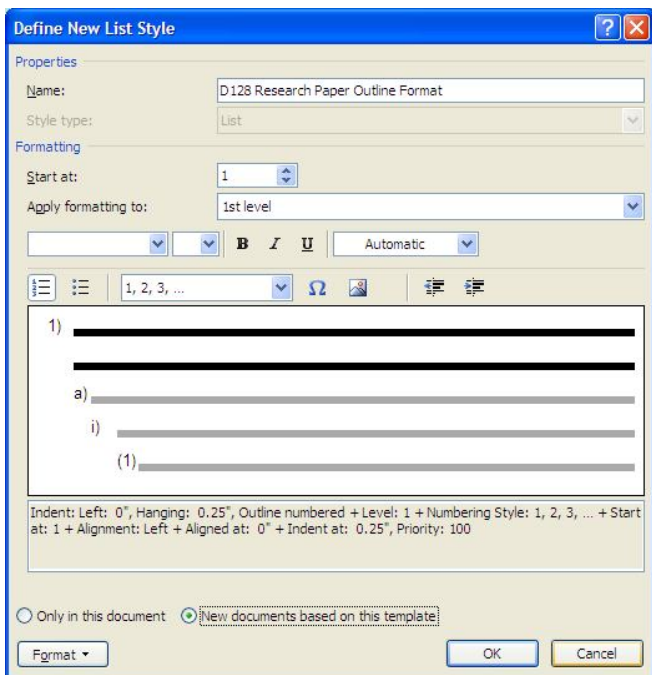 Define New List Style
Properties
Name: D128 Research Paper Outline Format
Style type: List
Formatting
Start at: 1
Apply formatting to: 1st level
B I U Automatic
1, 2, 3, ... Ω
1)
a)
i)
(1)
Indent: Left: 0", Hanging: 0.25", Outline numbered + Level: 1 + Numbering Style: 1, 2, 3, ... + Start
at: 1 + Alignment: Left + Aligned at: 0" + Indent at: 0.25", Priority: 100
Only in this document New documents based on this template
Format OK Cancel